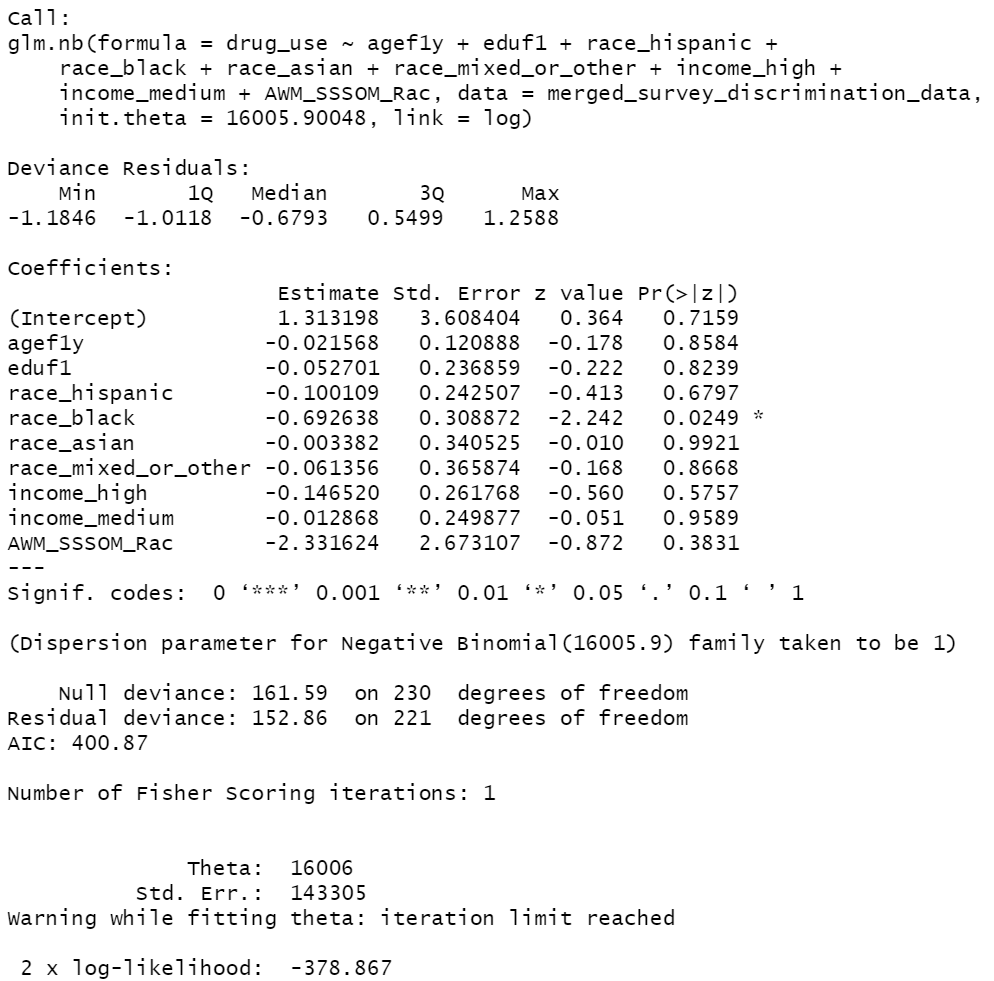 Call:
glm.nb(formula = drug_use ~ agef1y + eduf1 + race_hispanic +
    race_black + race_asian + race_mixed_or_other + income_high +
    income_medium + AWM_SSSOM_Rac, data = merged_survey_discrimination_data,
    init.theta = 16005.90048, link = log)

Deviance Residuals:
    Min       1Q   Median       3Q      Max
-1.1846  -1.0118  -0.6793   0.5499   1.2588

Coefficients:
                     Estimate Std. Error z value Pr(>|z|)
(Intercept)          1.313198   3.608404   0.364   0.7159
agef1y              -0.021568   0.120888  -0.178   0.8584
eduf1               -0.052701   0.236859  -0.222   0.8239
race_hispanic       -0.100109   0.242507  -0.413   0.6797
race_black          -0.692638   0.308872  -2.242   0.0249 *
race_asian          -0.003382   0.340525  -0.010   0.9921
race_mixed_or_other -0.061356   0.365874  -0.168   0.8668
income_high         -0.146520   0.261768  -0.560   0.5757
income_medium       -0.012868   0.249877  -0.051   0.9589
AWM_SSSOM_Rac       -2.331624   2.673107  -0.872   0.3831
---
Signif. codes:  0 ‘***’ 0.001 ‘**’ 0.01 ‘*’ 0.05 ‘.’ 0.1 ‘ ’ 1

(Dispersion parameter for Negative Binomial(16005.9) family taken to be 1)

    Null deviance: 161.59  on 230  degrees of freedom
Residual deviance: 152.86  on 221  degrees of freedom
AIC: 400.87

Number of Fisher Scoring iterations: 1


              Theta:  16006
          Std. Err.:  143305
Warning while fitting theta: iteration limit reached

 2 x log-likelihood:  -378.867